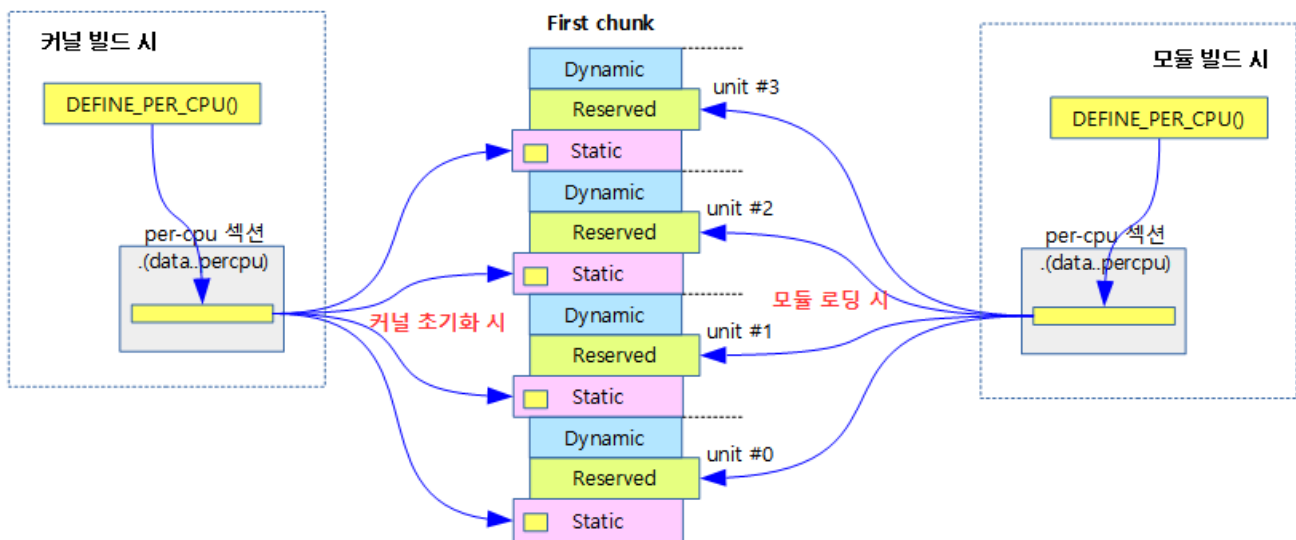 First chunk
커널 빌드 시
모듈 빌드 시
Dynamic
unit #3
DEFINE_PER_CPU()
Reserved
DEFINE_PER_CPU()
Static
Dynamic
unit #2
Reserved
per-cpu 섹션
.(data..percpu)
per-cpu 섹션
.(data..percpu)
Static
Dynamic
커널 초기화 시
모듈 로딩 시
unit #1
Reserved
Static
Dynamic
unit #0
Reserved
Static